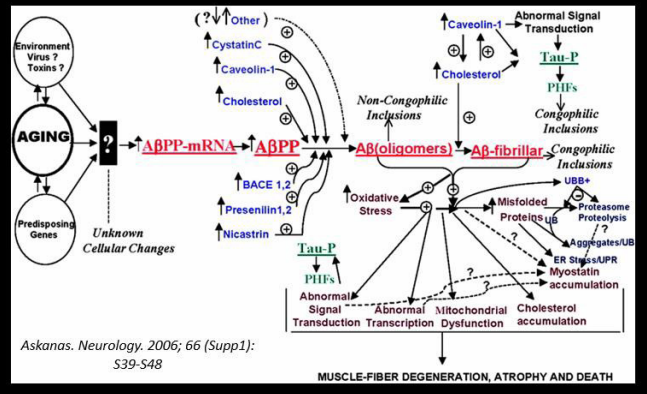 ( ?↓↑Other )
↑CystatinC
↑Caveolin-1
↑Cholesterol
↑Caveolin-1
Abnormal Signal
Transduction
Tau-P
PHFs
↑Cholesterol
Congophilic
Inclusions
Non-Congophilic
Inclusions
Environment
Virus ?
Toxins ?
AGING
Predisposing
Genes
?
Unknown
Cellular Changes
↑AβPP-mRNA
↑AβPP
Aβ(oligomers)
Aβ-fibrillar
Congophilic
Inclusions
↑BACE 1,2
↑Presenilin1,2
↑Nicastrin
↑Oxidative
Stress
↑Misfolded
Proteins
UBB+
UB
Proteasome
Proteolysis
?
Aggregates/UB
ER Stress/UPR
Myostatin
accumulation
?
?
?
Tau-P
PHFs
Abnormal
Signal
Transduction
Abnormal
Transcription
Mitochondrial
Dysfunction
Cholesterol
accumulation
Askanas. Neurology. 2006; 66 (Supp1):
S39-S48
MUSCLE-FIBER DEGENERATION, ATROPHY AND DEATH